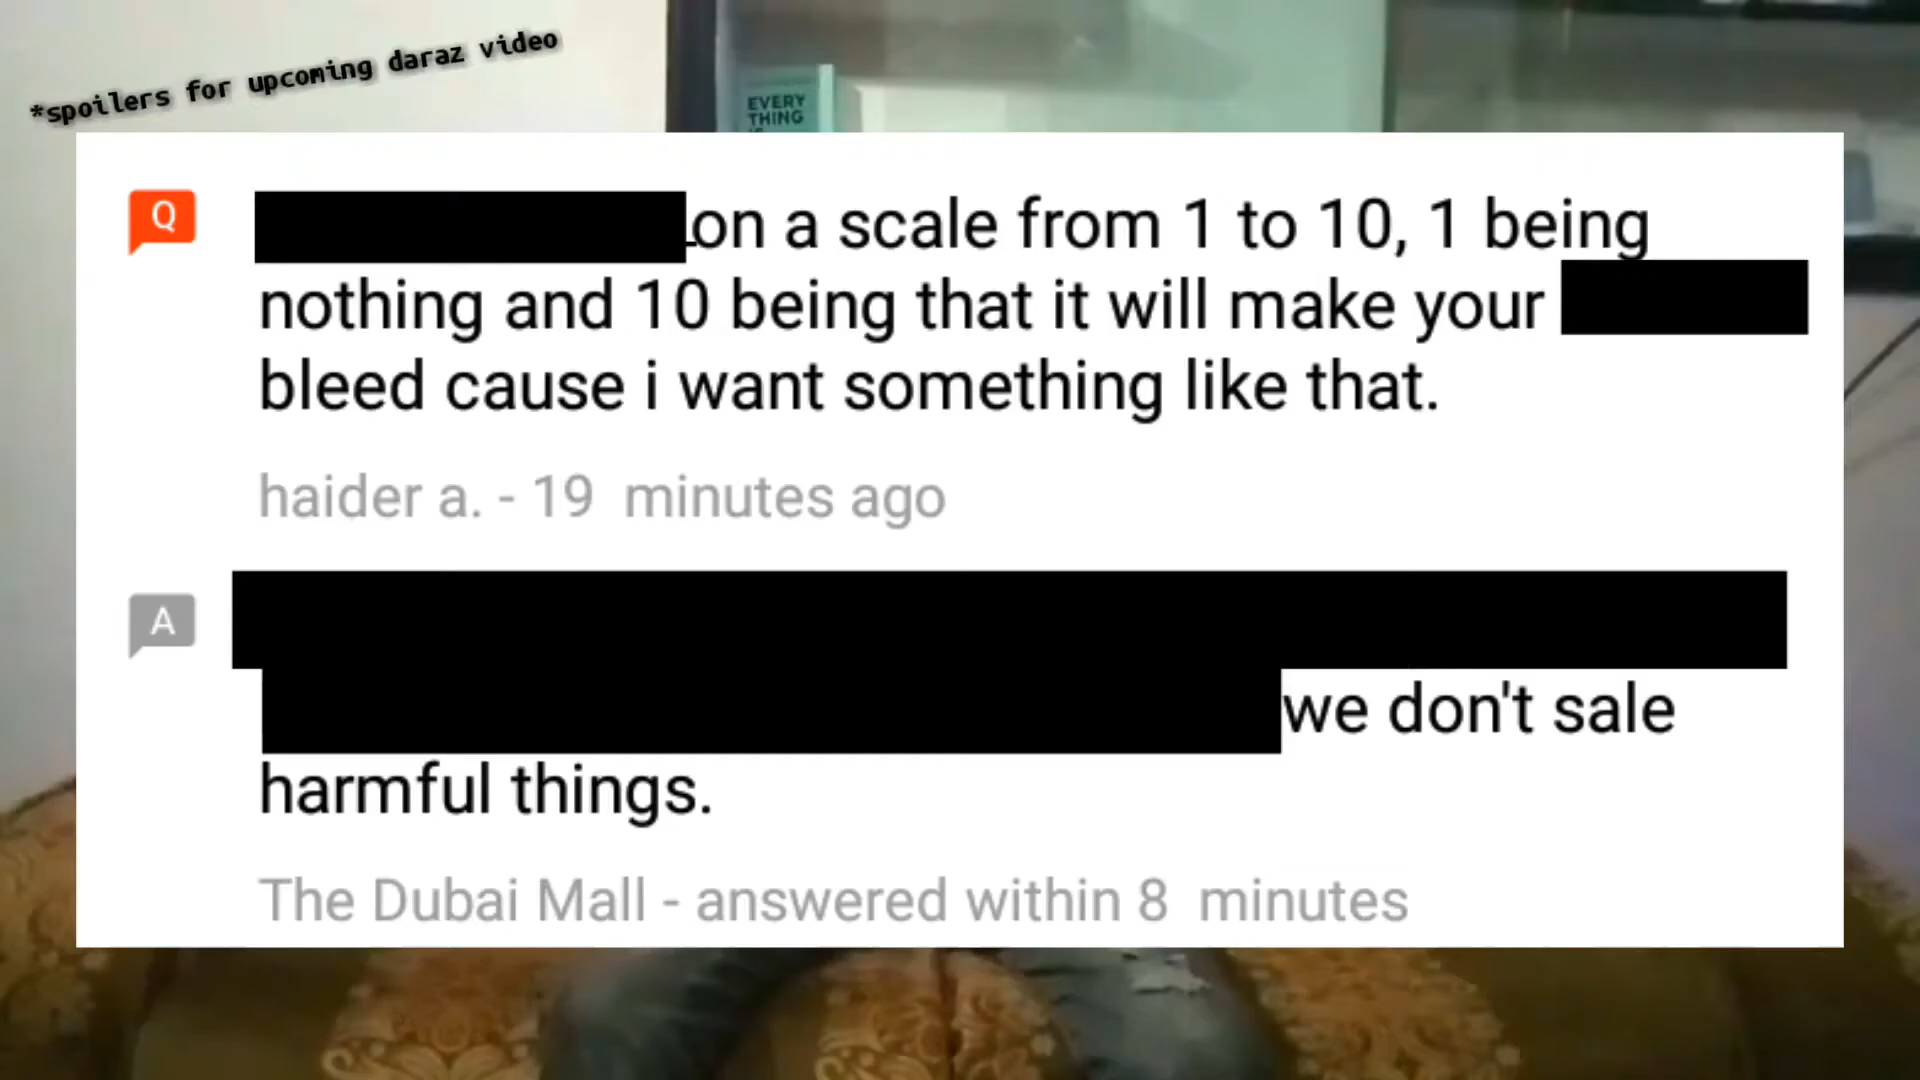 *spoilers for upcoming daraz video
EVERY
THING
Q
on a scale from 1 to 10, 1 being
nothing and 10 being that it will make your
bleed cause i want something like that.
haider a. - 19 minutes ago
A
we don't sale
harmful things.
The Dubai Mall - answered within 8 minutes